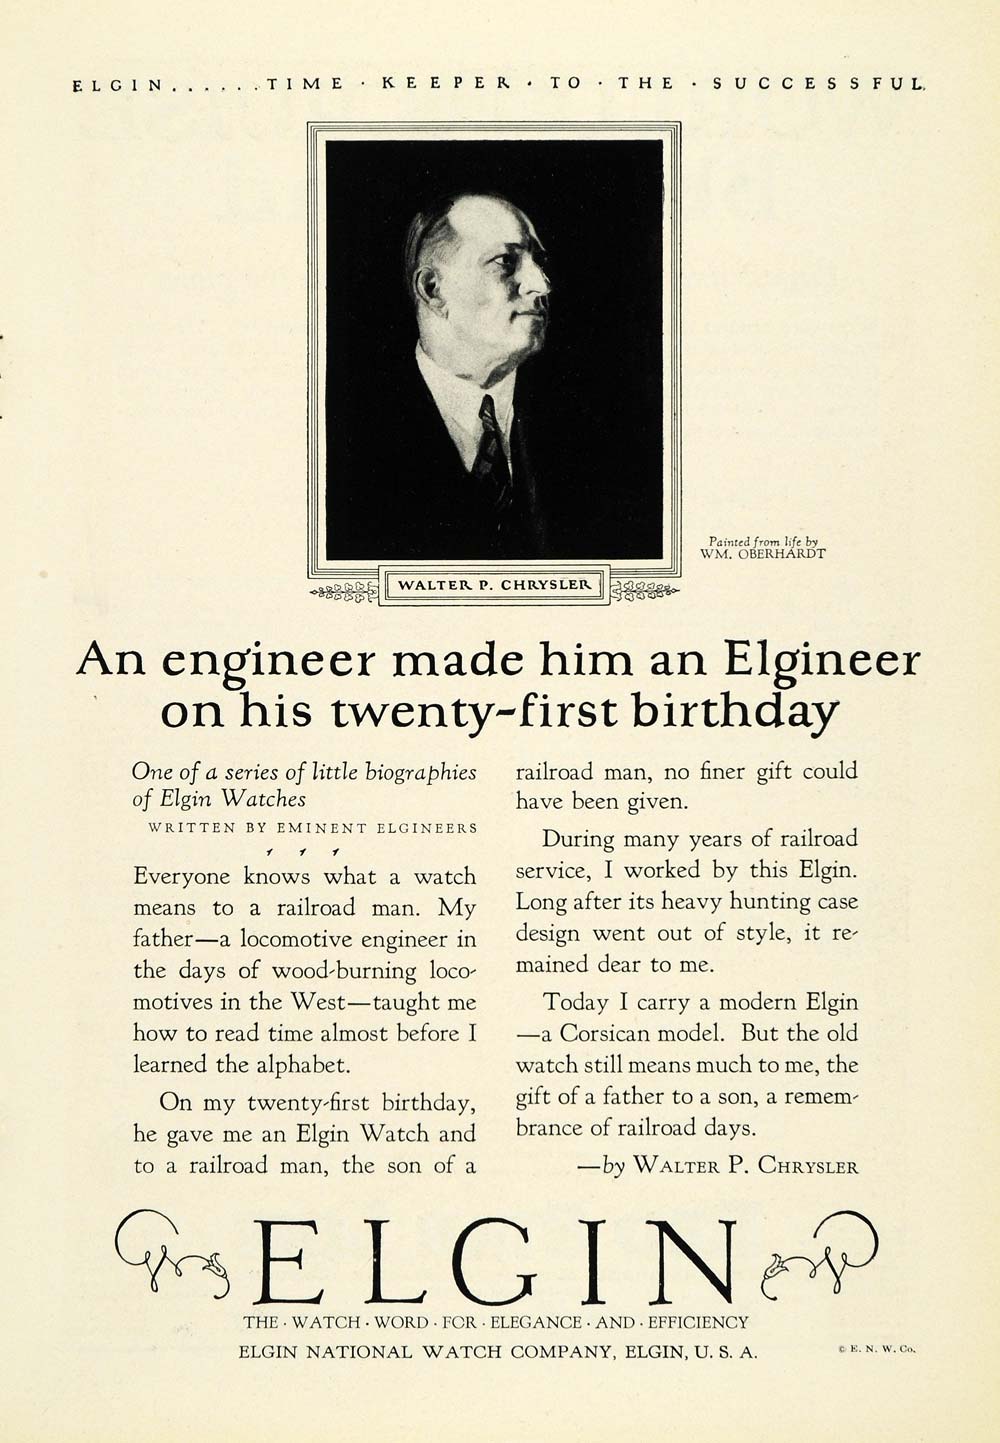 ELGIN......TIME · KEEPER · TO · THE · SUCCESSFUL.
Painted from life by
WM. OBERHARDT
WALTER P. CHRYSLER
An engineer made him an Elgineer
on his twenty-first birthday
One of a series of little biographies
of Elgin Watches
WRITTEN BY EMINENT ELGINEERS
Everyone knows what a watch
means to a railroad man. My
father—a locomotive engineer in
the days of wood-burning loco-
motives in the West—taught me
how to read time almost before I
learned the alphabet.
On my twenty-first birthday,
he gave me an Elgin Watch and
to a railroad man, the son of a
railroad man, no finer gift could
have been given.
During many years of railroad
service, I worked by this Elgin.
Long after its heavy hunting case
design went out of style, it re-
mained dear to me.
Today I carry a modern Elgin
—a Corsican model. But the old
watch still means much to me, the
gift of a father to a son, a remem-
brance of railroad days.
—by WALTER P. CHRYSLER
ELGIN
THE · WATCH · WORD · FOR · ELEGANCE · AND · EFFICIENCY
ELGIN NATIONAL WATCH COMPANY, ELGIN, U. S. A.
© E. N. W. Co.